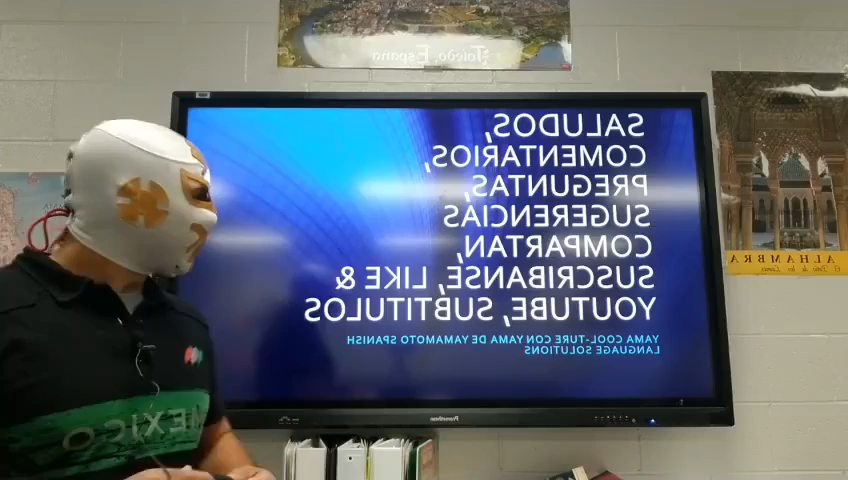 Toledo, España
SALUDOS,
COMENTARIOS,
PREGUNTAS,
SUGERENCIAS
COMPARTAN,
SUSCRIBANSE, LIKE &
YOUTUBE, SUBTITULOS
YAMA COOL-TURE CON YAMA DE YAMAMOTO SPANISH
LANGUAGE SOLUTIONS
ALHAMBRA
MEXICO
Promethean